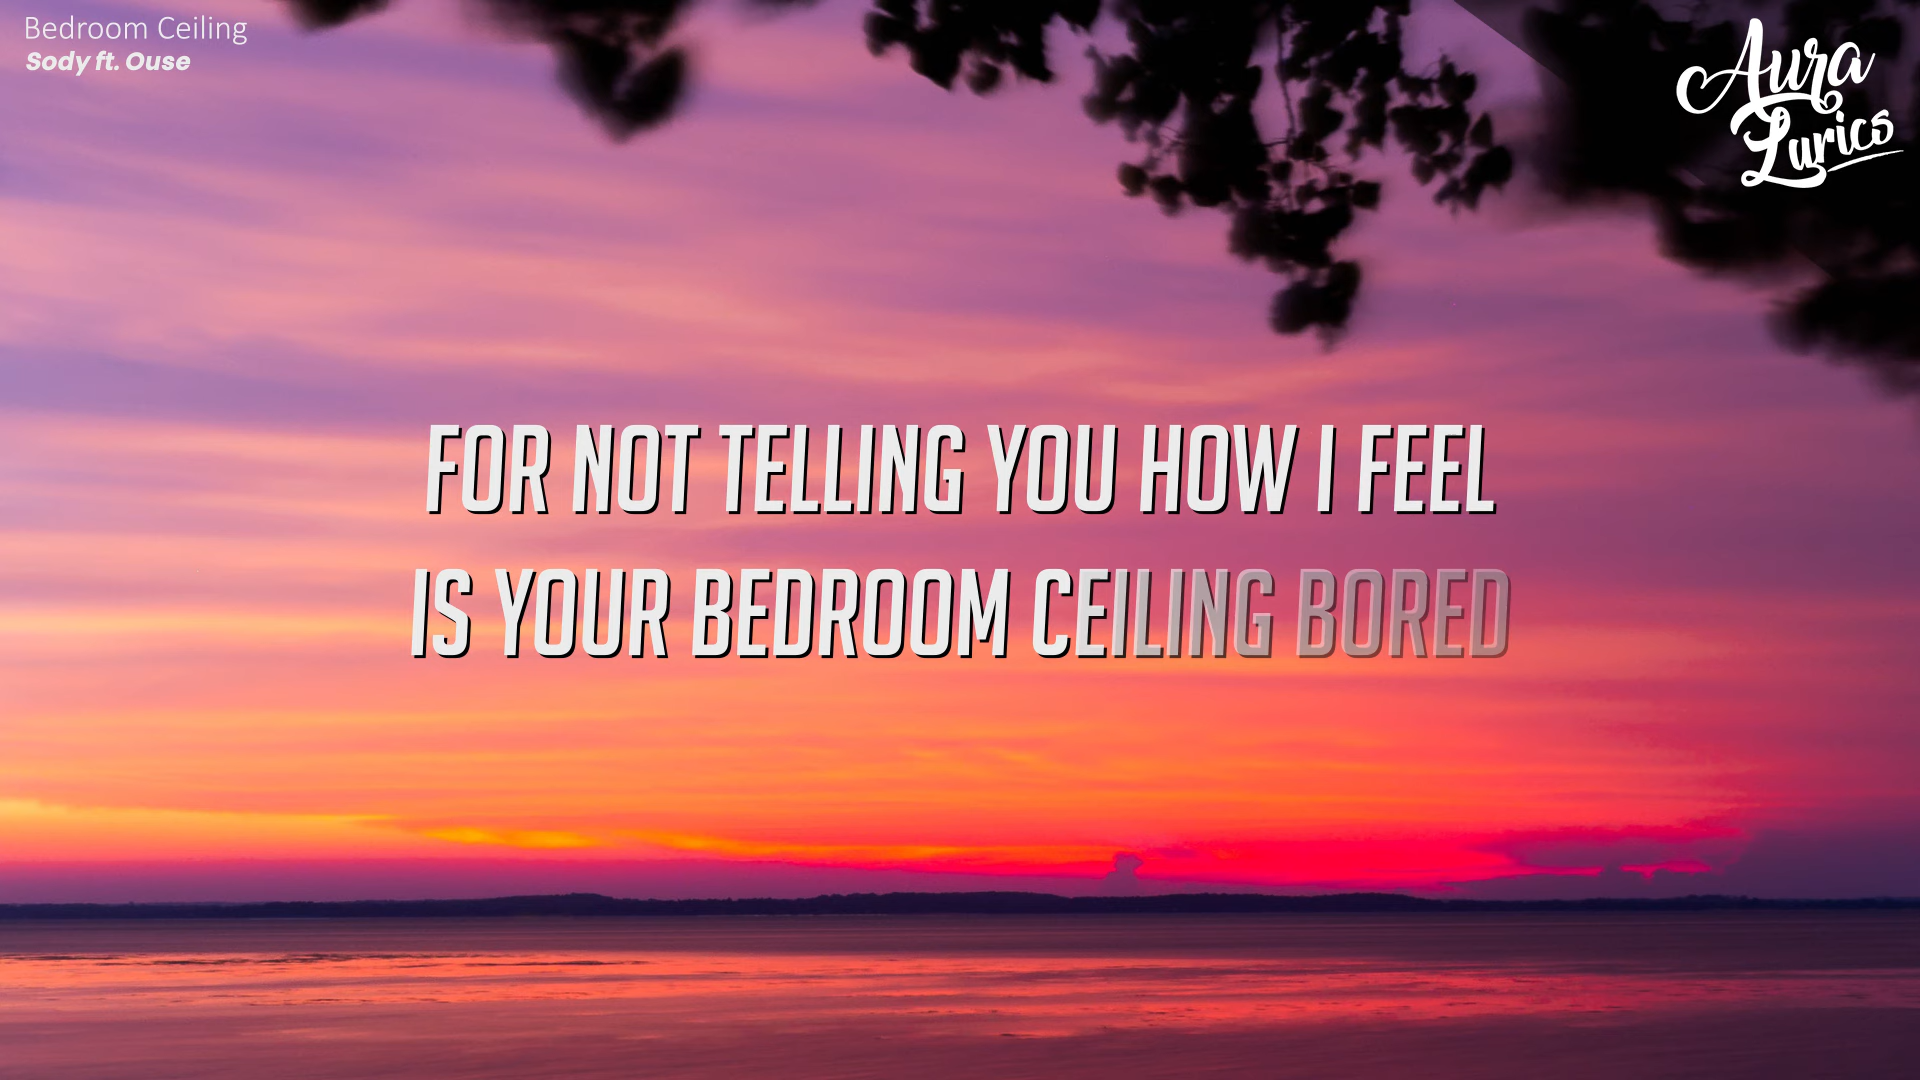 Bedroom Ceiling
Sody ft. Ouse
Aura
Lyrics
FOR NOT TELLING YOU HOW I FEEL
IS YOUR BEDROOM CEILING BORED